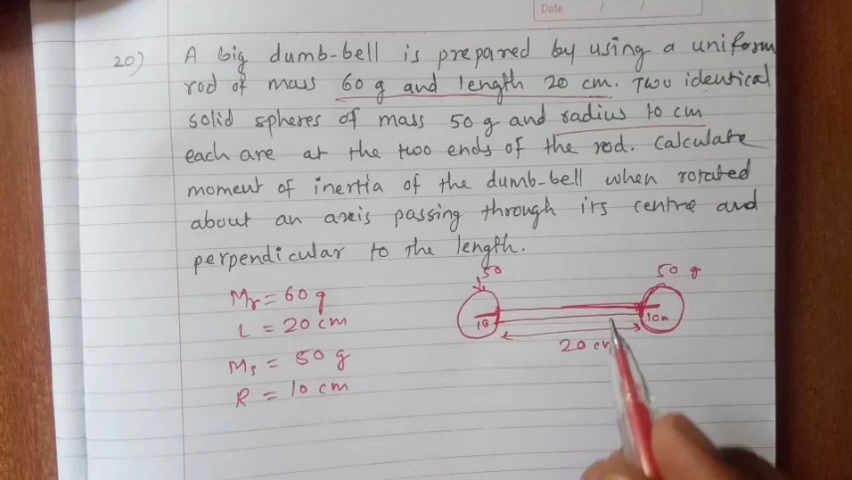 Date / /
20) A big dumb-bell is prepared by using a uniform
rod of mass 60 g and length 20 cm. Two identical
solid spheres of mass 50 g and radius 10 cm
each are at the two ends of the rod. Calculate
moment of inertia of the dumb-bell when rotated
about an axis passing through its centre and
perpendicular to the length.
50
50 g
Mr = 60 g
L = 20 cm
10cm
20 cm
Ms = 50 g
R = 10 cm